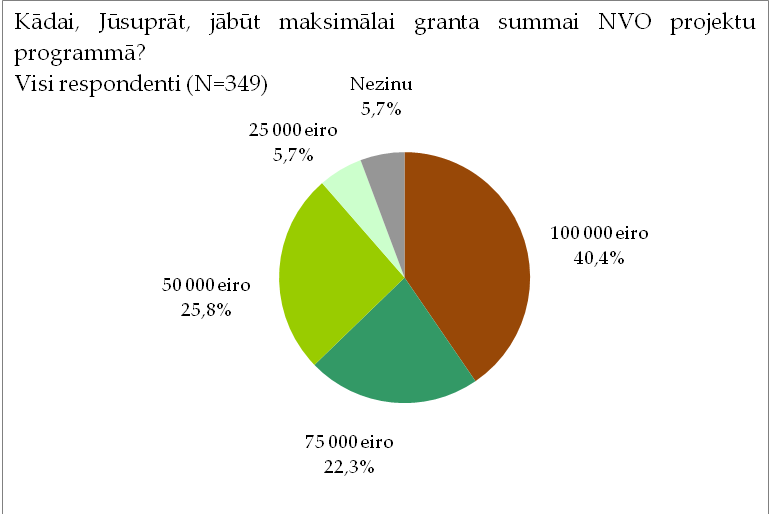 Kādai, Jūsuprāt, jābūt maksimālai granta summai NVO projektu
programmā?
Visi respondenti (N=349)
Nezinu
5,7%
25 000 eiro
5,7%
100 000 eiro
40,4%
50 000 eiro
25,8%
75 000 eiro
22,3%